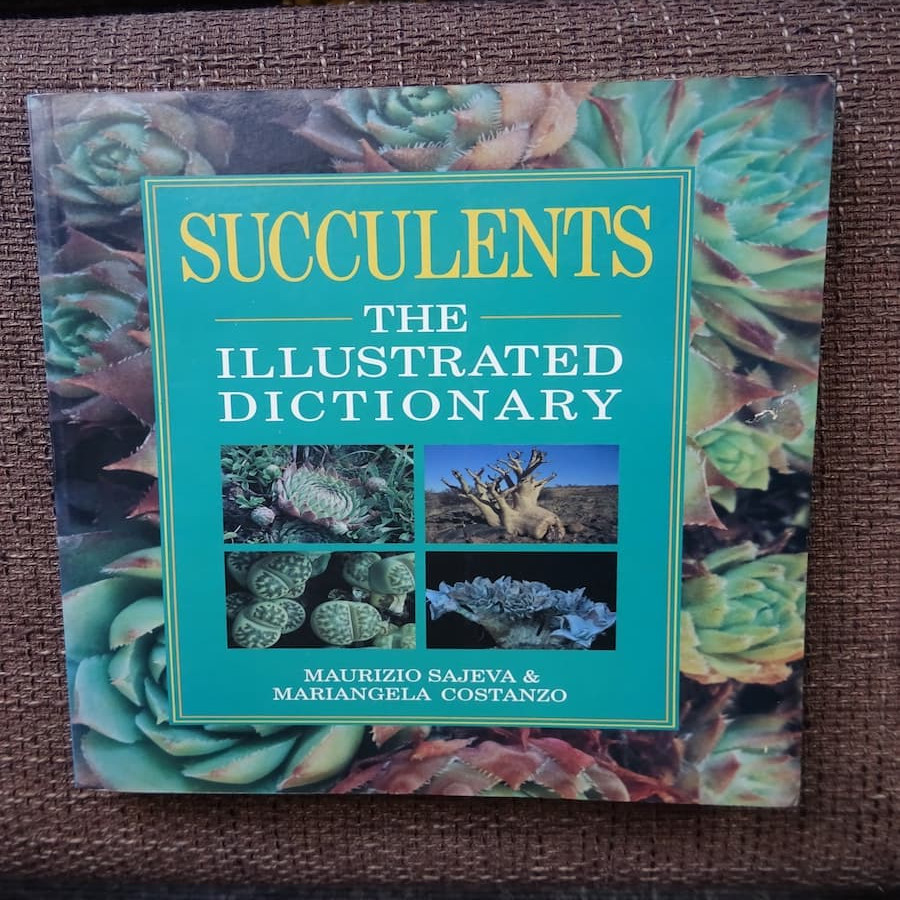 SUCCULENTS
THE
ILLUSTRATED
DICTIONARY
MAURIZIO SAJEVA &
MARIANGELA COSTANZO